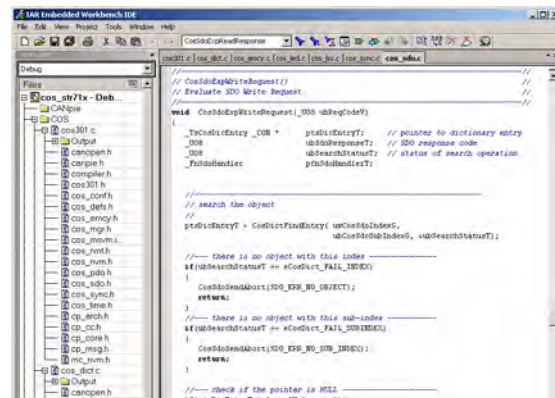 IAR Embedded Workbench IDE
File Edit View Project Tools Window Help
CosSdoExpReadResponse
cos301.c | cos_dict.c | cos_emcy.c | cos_led.c | cos_lss.c | cos_sync.c | cos_sdo.c
Debug
Files
cos_str71x - Deb...
CANpie
COS
cos301.c
Output
canopen.h
canpie.h
compiler.h
cos301.h
cos_conf.h
cos_defs.h
cos_emcy.h
cos_mgr.h
cos_nmt.h
cos_nvm.h
cos_pdo.h
cos_sdo.h
cos_sync.h
cos_time.h
cp_arch.h
cp_cc.h
cp_core.h
cp_msg.h
mc_nvm.h
cos_dict.c
Output
canopen.h
// CosSdoExpWriteRequest() //
// Evaluate SDO Write Request //
void CosSdoExpWriteRequest(_U08 ubReqCodeV)
{
_TsCosDicEntry _CON * ptsDicEntryT; // pointer to dictionary entry
_U08 ubSdoResponseT; // SDO response code
_U08 ubSearchStatusT; // status of search operation
_FnSdoHandler pfnSdoHandlerT;
//
// search the object
//
ptsDicEntryT = CosDictFindEntry( uwCosSdoIndexG,
ubCosSdoSubIndexG, &ubSearchStatusT);
//--- there is no object with this index
if(ubSearchStatusT == eCosDict_FAIL_INDEX)
{
CosSdoSendAbort(SDO_ERR_NO_OBJECT);
return;
}
//--- there is no object with this sub-index
if(ubSearchStatusT == eCosDict_FAIL_SUBINDEX)
{
CosSdoSendAbort(SDO_ERR_NO_SUB_INDEX);
return;
}
//--- check if the pointer is NULL